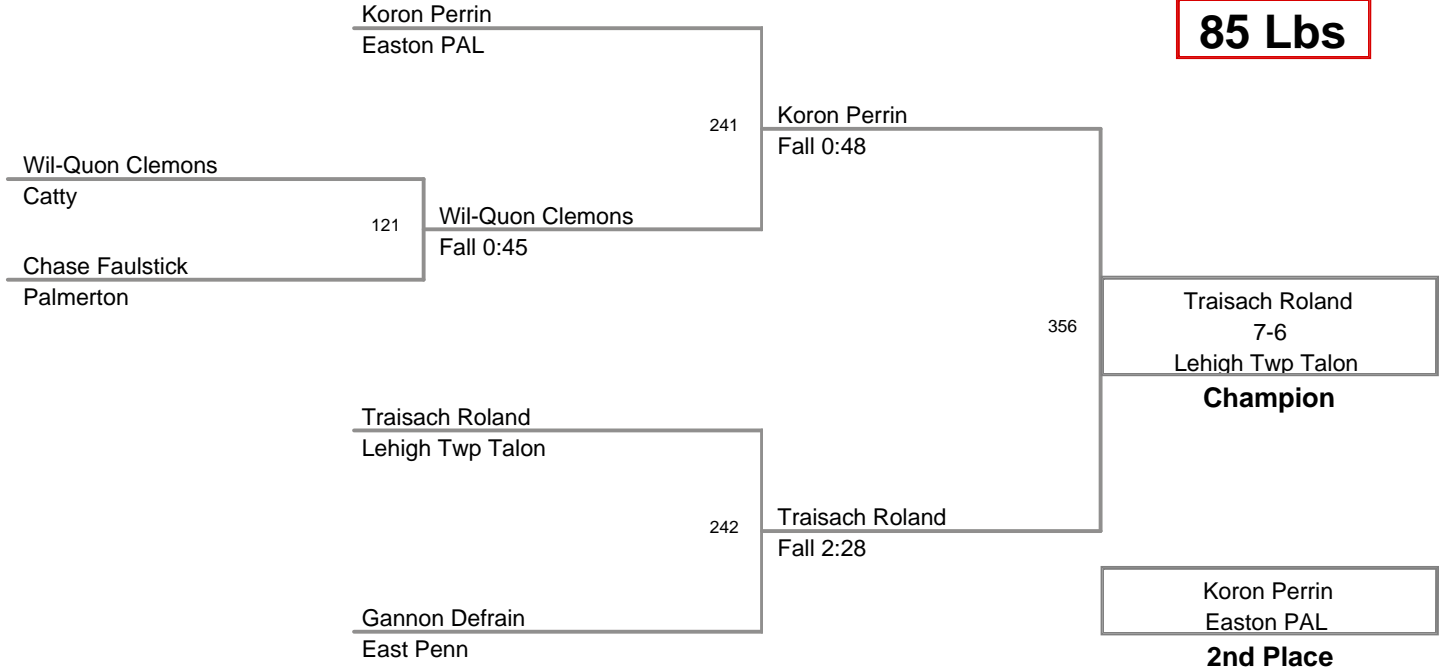 Koron Perrin
Easton PAL
85 Lbs
241
Koron Perrin
Fall 0:48
Wil-Quon Clemons
Catty
121
Wil-Quon Clemons
Fall 0:45
Chase Faulstick
Palmerton
356
Traisach Roland
7-6
Lehigh Twp Talon
Champion
Traisach Roland
Lehigh Twp Talon
242
Traisach Roland
Fall 2:28
Gannon Defrain
East Penn
Koron Perrin
Easton PAL
2nd Place